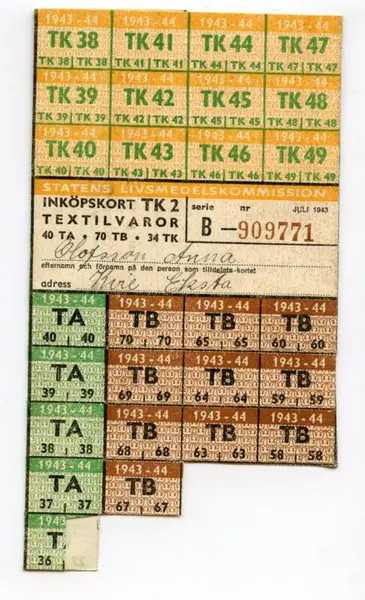 1943 - 44 1943 - 44 1943 - 44 1943 - 44
TK 38 TK 41 TK 44 TK 47
TK 38 TK 38 TK 41 TK 41 TK 44 TK 44 TK 47 TK 47
1943 - 44 1943 - 44 1943 - 44 1943 - 44
TK 39 TK 42 TK 45 TK 48
TK 39 TK 39 TK 42 TK 42 TK 45 TK 45 TK 48 TK 48
1943 - 44 1943 - 44 1943 - 44 1943 - 44
TK 40 TK 43 TK 46 TK 49
TK 40 TK 40 TK 43 TK 43 TK 46 TK 46 TK 49 TK 49
STATENS LIVSMEDELSKOMMISSION
INKÖPSKORT TK 2 serie nr JULI 1943
TEXTILVAROR B - 909771
40 TA • 70 TB • 34 TK
Olofsson Anna
efternamn och förnamn på den person som tilldelats kortet
adress Hire Eksta
1943 - 44 1943 - 44 1943 - 44 1943 - 44
TA TB TB TB
40 40 70 70 65 65 60 60
1943 - 44 1943 - 44 1943 - 44 1943 - 44
TA TB TB TB
39 39 69 69 64 64 59 59
1943 - 44 1943 - 44 1943 - 44 1943 - 44
TA TB TB TB
38 38 68 68 63 63 58 58
1943 - 44 1943 - 44
TA TB
37 37 67 67
1943 - 44
TA
36